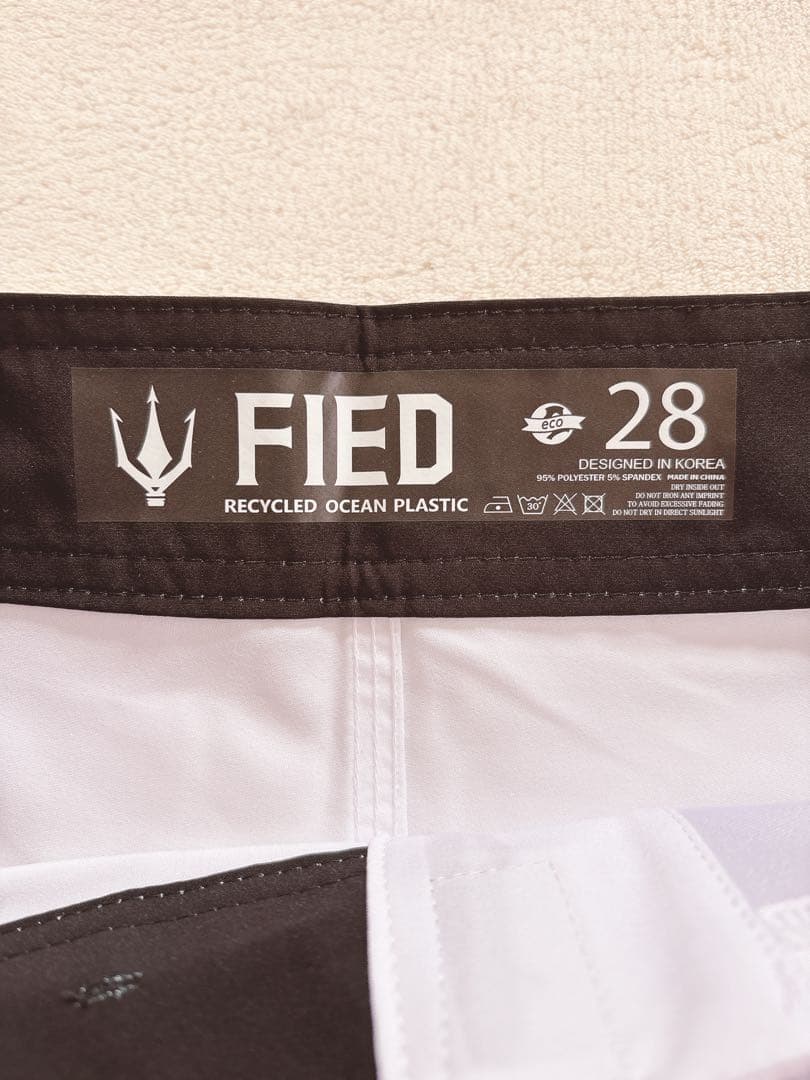 FIED
RECYCLED OCEAN PLASTIC
eco
28
DESIGNED IN KOREA
95% POLYESTER 5% SPANDEX MADE IN CHINA
30°
DRY INSIDE OUT
DO NOT IRON ANY IMPRINT
TO AVOID EXCESSIVE FADING
DO NOT DRY IN DIRECT SUNLIGHT